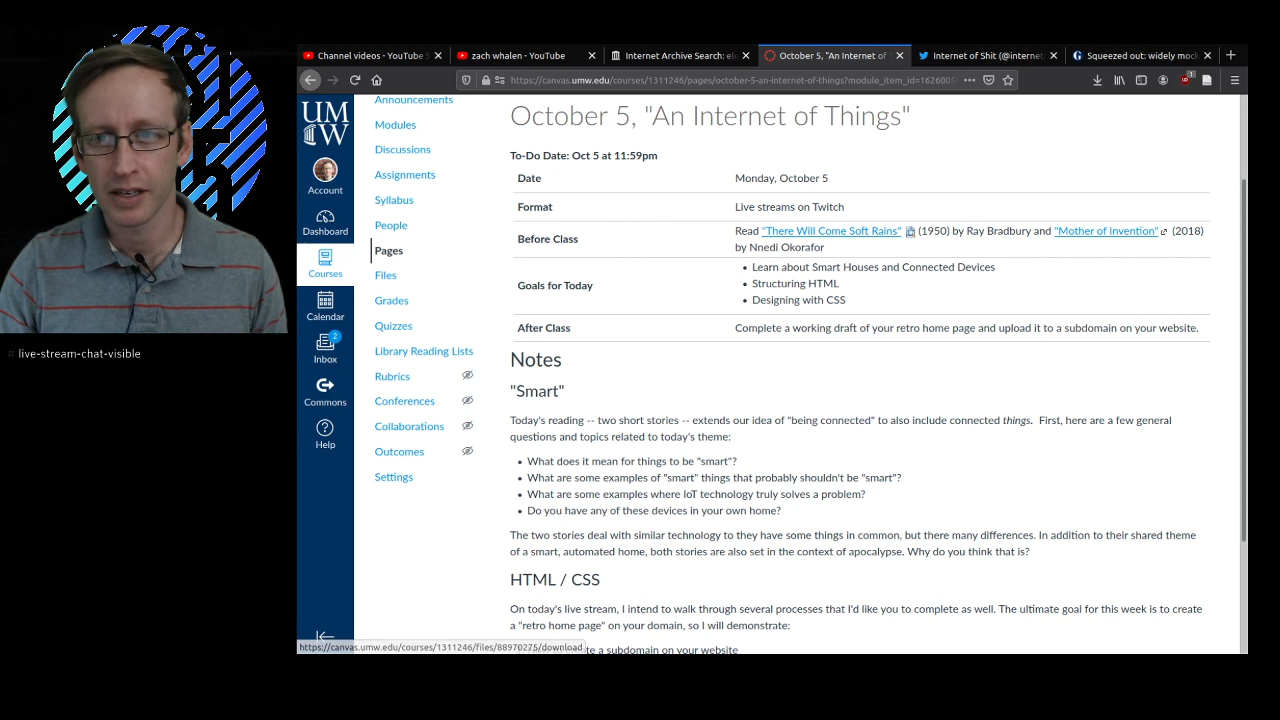 Channel videos - YouTube S
zach whalen - YouTube
Internet Archive Search: ele
October 5, "An Internet of T
Internet of Shit (@internet
Squeezed out: widely mock
https://canvas.umw.edu/courses/1311246/pages/october-5-an-internet-of-things?module_item_id=1626005
UMW
Account
Dashboard
Courses
Calendar
2
Inbox
Commons
Help
Announcements
Modules
Discussions
Assignments
Syllabus
People
Pages
Files
Grades
Quizzes
Library Reading Lists
Rubrics
Conferences
Collaborations
Outcomes
Settings
October 5, "An Internet of Things"
To-Do Date: Oct 5 at 11:59pm
Date Monday, October 5
Format Live streams on Twitch
Before Class Read "There Will Come Soft Rains" (1950) by Ray Bradbury and "Mother of Invention" (2018)
by Nnedi Okorafor
Goals for Today • Learn about Smart Houses and Connected Devices
• Structuring HTML
• Designing with CSS
After Class Complete a working draft of your retro home page and upload it to a subdomain on your website.
Notes
"Smart"
Today's reading -- two short stories -- extends our idea of "being connected" to also include connected things. First, here are a few general
questions and topics related to today's theme:
• What does it mean for things to be "smart"?
• What are some examples of "smart" things that probably shouldn't be "smart"?
• What are some examples where IoT technology truly solves a problem?
• Do you have any of these devices in your own home?
The two stories deal with similar technology to they have some things in common, but there many differences. In addition to their shared theme
of a smart, automated home, both stories are also set in the context of apocalypse. Why do you think that is?
HTML / CSS
On today's live stream, I intend to walk through several processes that I'd like you to complete as well. The ultimate goal for this week is to create
a "retro home page" on your domain, so I will demonstrate:
te a subdomain on your website
https://canvas.umw.edu/courses/1311246/files/88970275/download
# live-stream-chat-visible